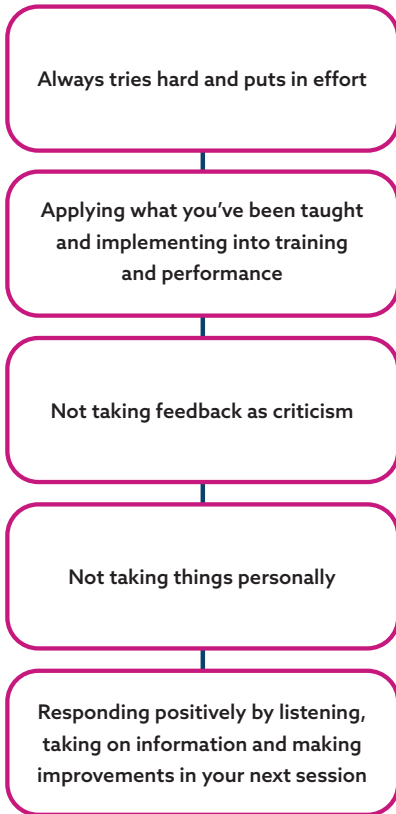 Always tries hard and puts in effort
Applying what you’ve been taught
and implementing into training
and performance
Not taking feedback as criticism
Not taking things personally
Responding positively by listening,
taking on information and making
improvements in your next session